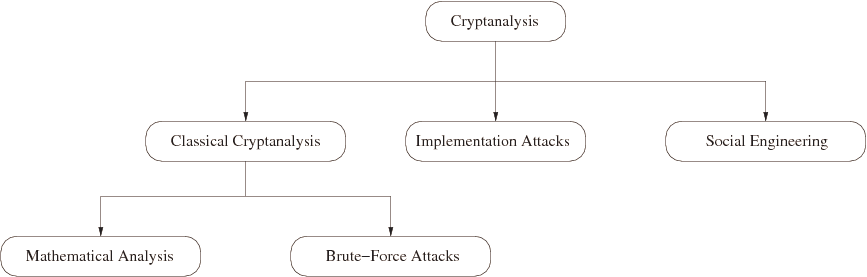 Cryptanalysis
Classical Cryptanalysis
Implementation Attacks
Social Engineering
Mathematical Analysis
Brute−Force Attacks